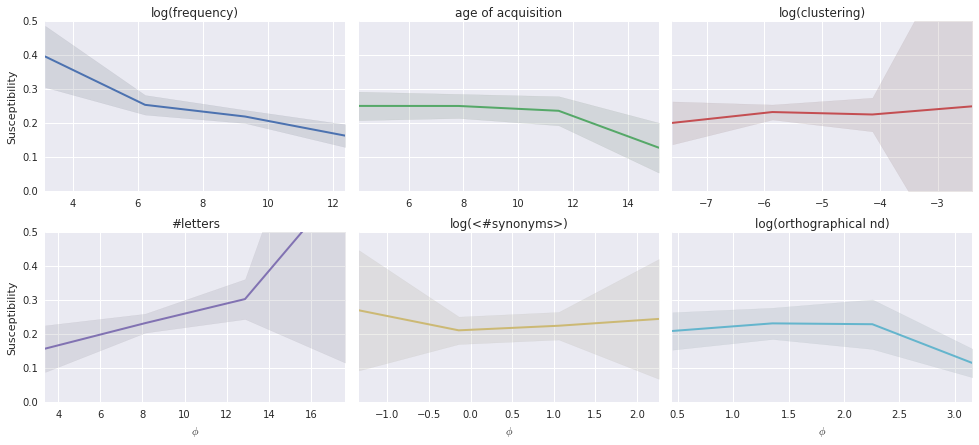 log(frequency) age of acquisition log(clustering)
Susceptibility
0.5
0.4
0.3
0.2
0.1
0.0
4 6 8 10 12
6 8 10 12 14
−7 −6 −5 −4 −3
#letters log(<#synonyms>) log(orthographical nd)
Susceptibility
0.5
0.4
0.3
0.2
0.1
0.0
4 6 8 10 12 14 16
−1.0 −0.5 0.0 0.5 1.0 1.5 2.0
0.5 1.0 1.5 2.0 2.5 3.0
ϕ ϕ ϕ